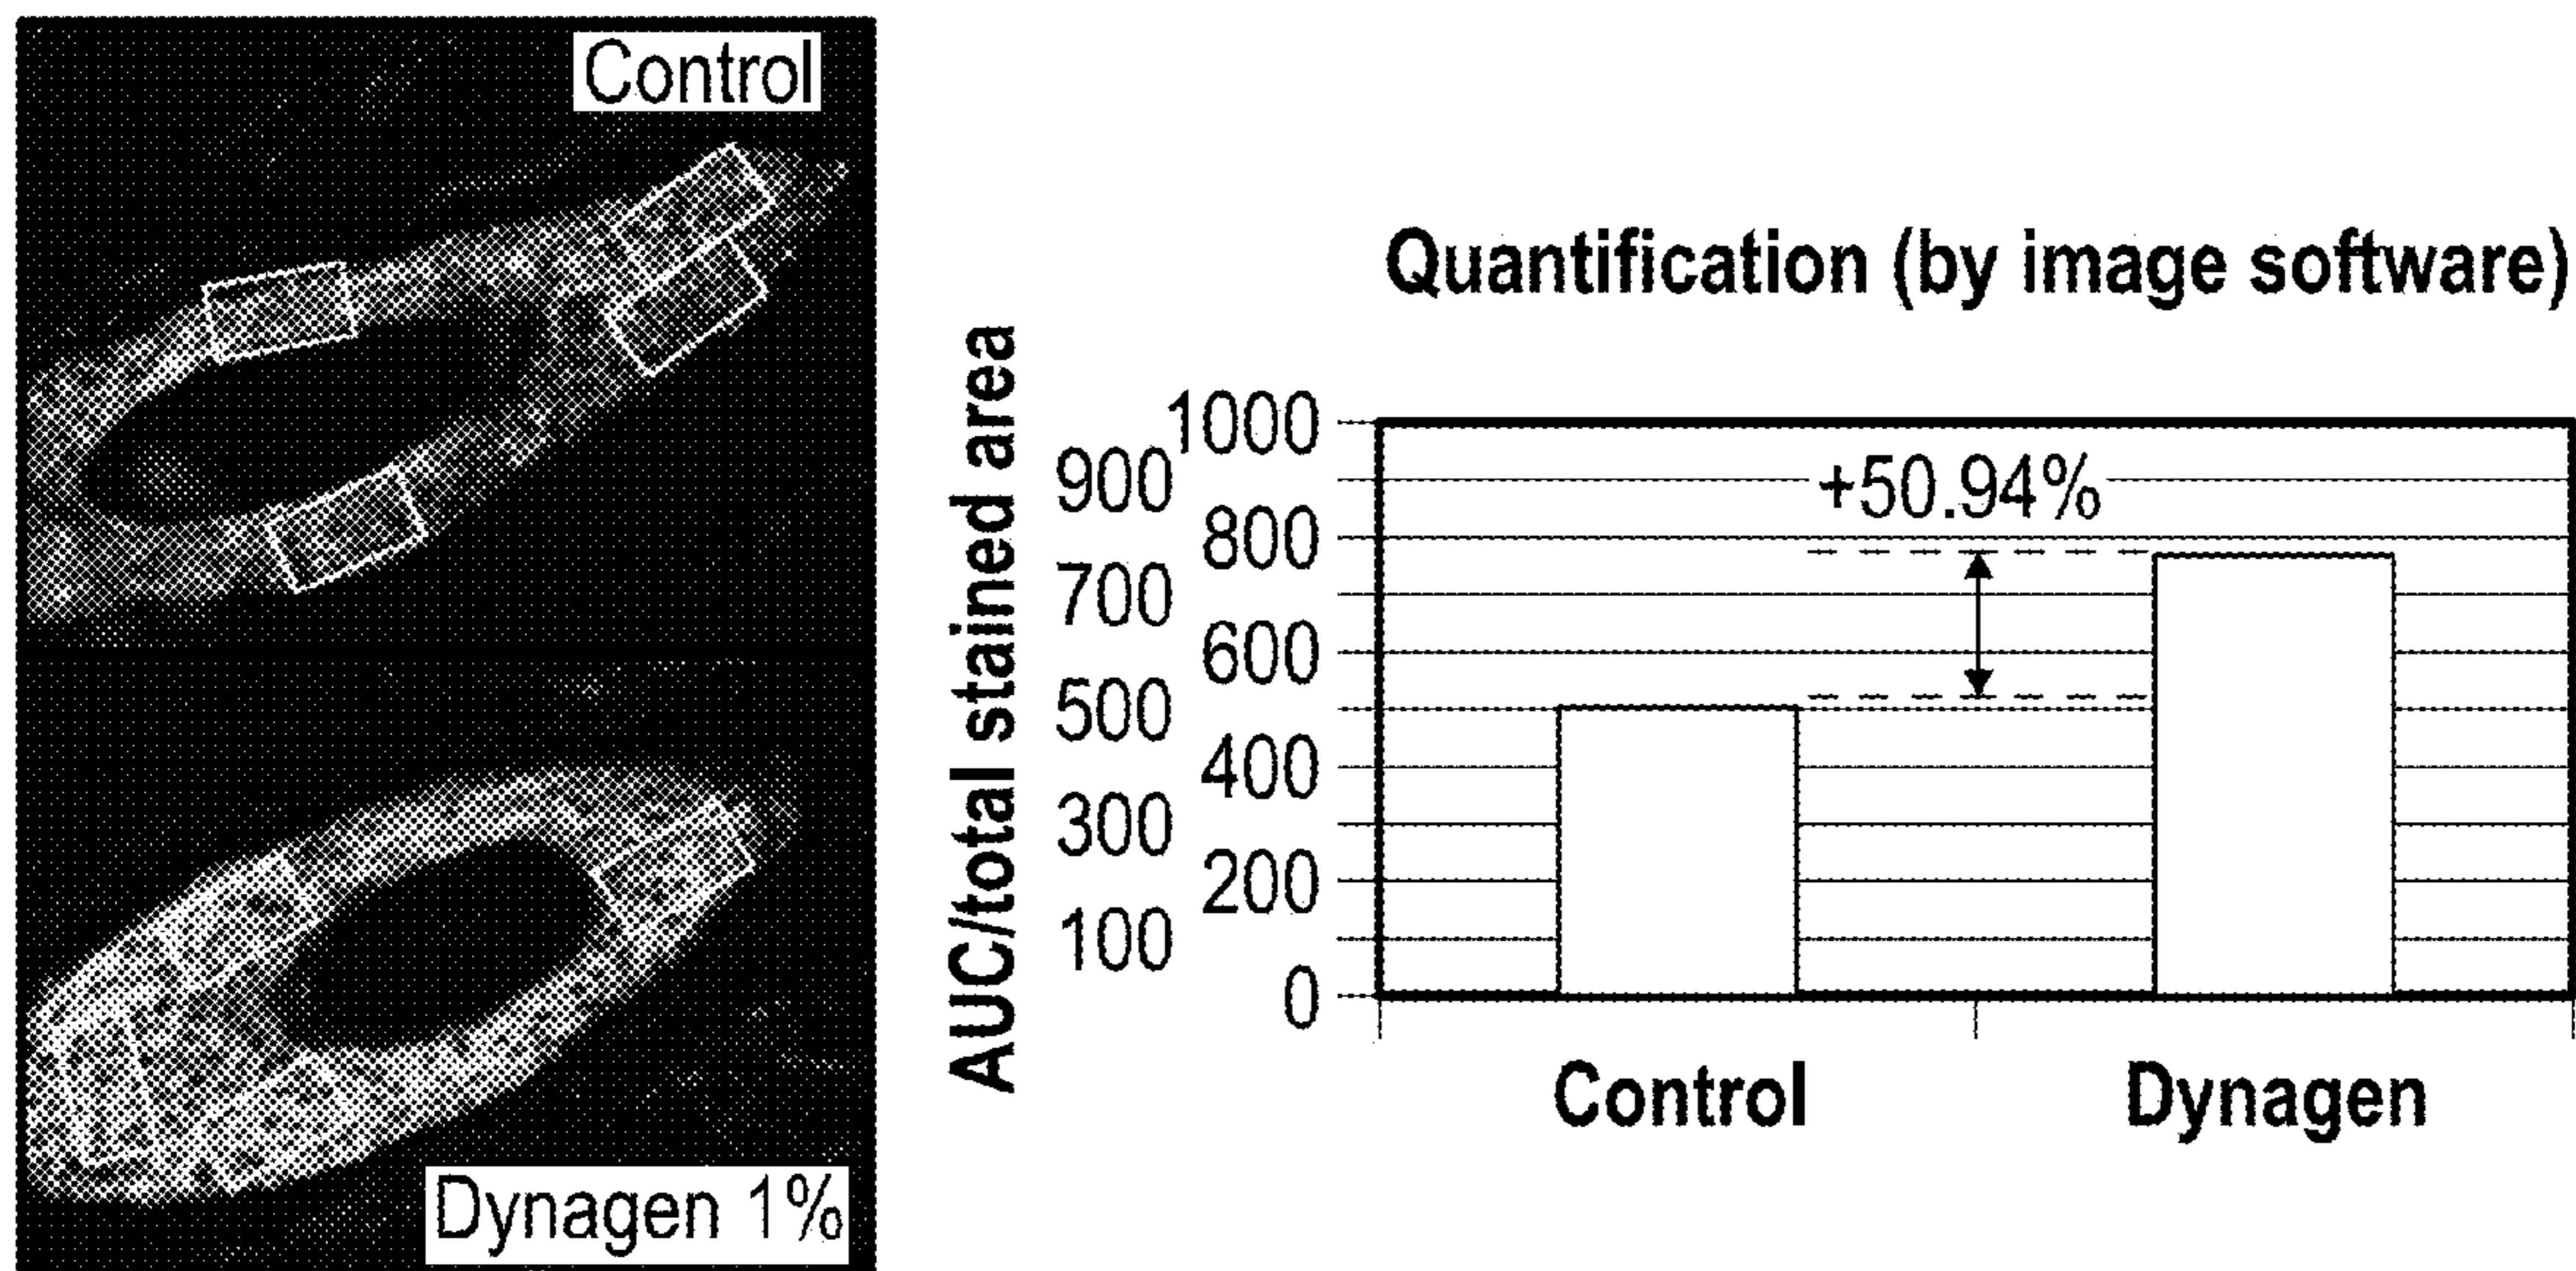 Control
Dynagen 1%
Quantification (by image software)
AUC/total stained area
1000
900
800
700
600
500
400
300
200
100
0
+50.94%
Control
Dynagen